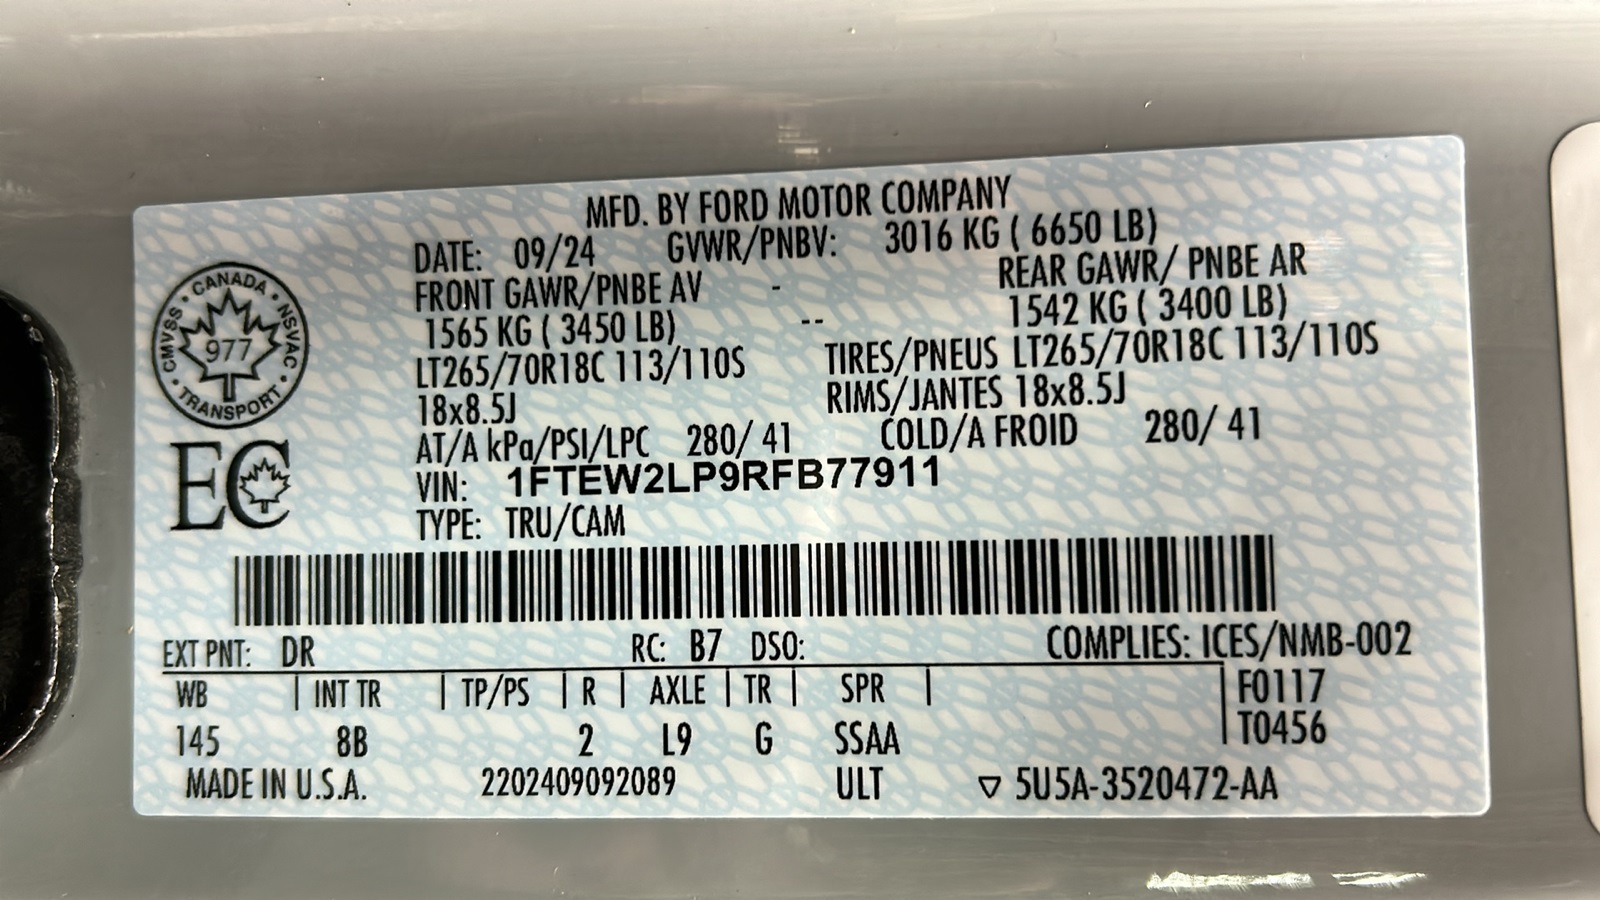 MFD. BY FORD MOTOR COMPANY
DATE: 09/24 GVWR/PNBV: 3016 KG ( 6650 LB)
FRONT GAWR/PNBE AV - REAR GAWR/ PNBE AR
1565 KG ( 3450 LB) -- 1542 KG ( 3400 LB)
LT265/70R18C 113/110S TIRES/PNEUS LT265/70R18C 113/110S
18x8.5J RIMS/JANTES 18x8.5J
AT/A kPa/PSI/LPC 280/ 41 COLD/A FROID 280/ 41
VIN: 1FTEW2LP9RFB77911
TYPE: TRU/CAM
CANADA • NSVAC • TRANSPORT • CMVSS •
977
EC
EXT PNT: DR RC: B7 DSO: COMPLIES: ICES/NMB-002
WB | INT TR | TP/PS | R | AXLE | TR | SPR | F0117
T0456
145 8B 2 L9 G SSAA
MADE IN U.S.A. 2202409092089 ULT ▽ 5U5A-3520472-AA